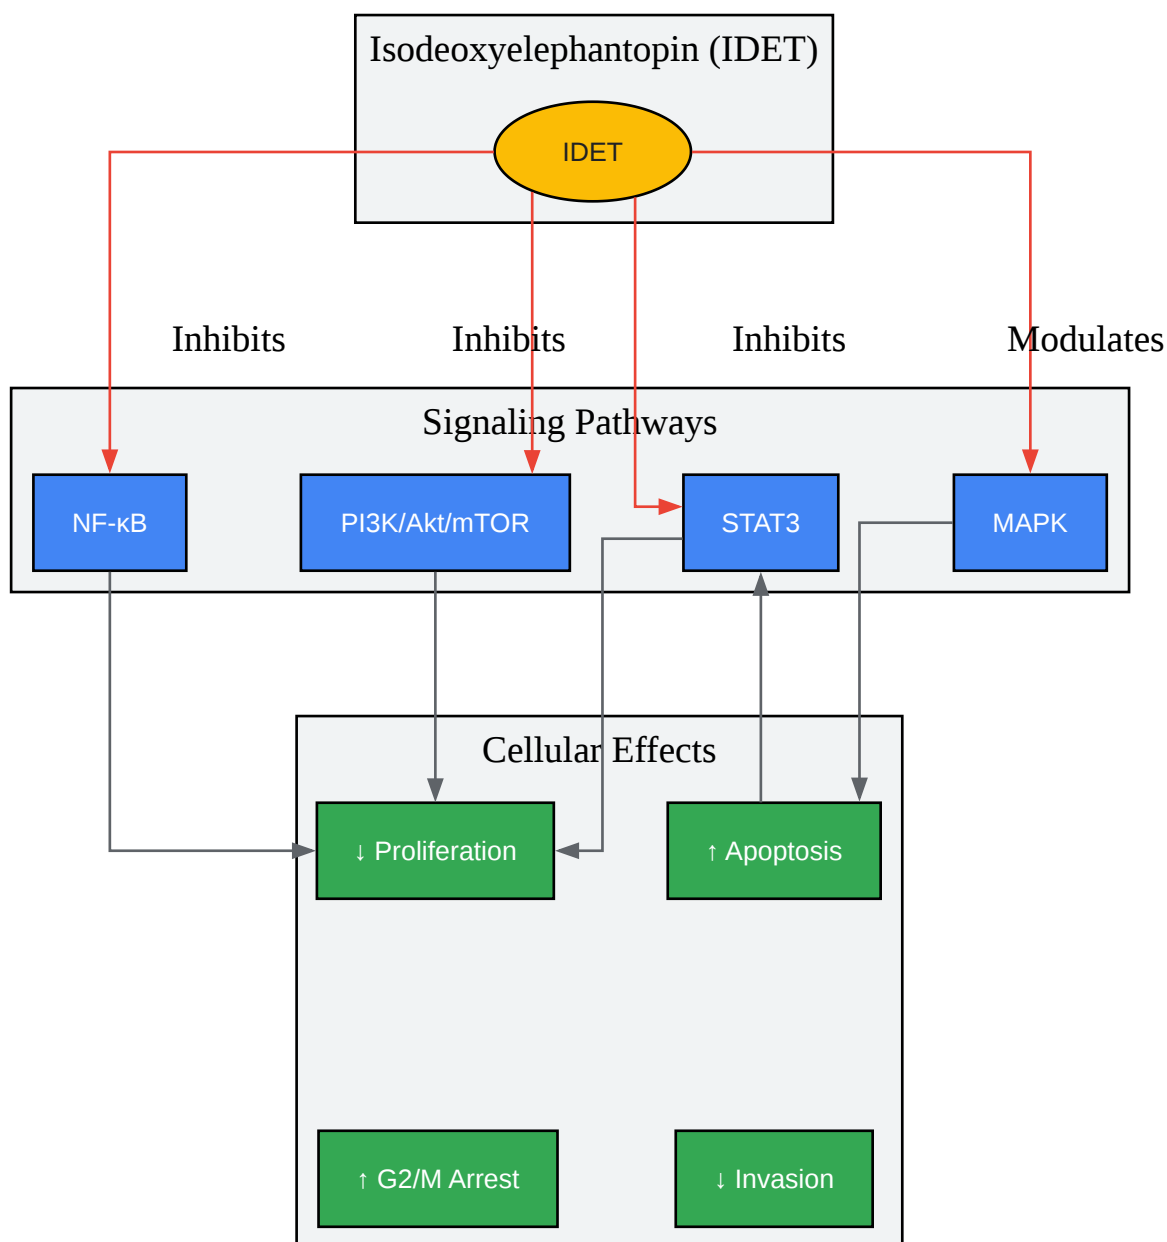 Isodeoxyelephantopin (IDET)
IDET
Inhibits
Inhibits
Inhibits
Modulates
Signaling Pathways
NF-κB
PI3K/Akt/mTOR
STAT3
MAPK
Cellular Effects
↓ Proliferation
↑ Apoptosis
↑ G2/M Arrest
↓ Invasion